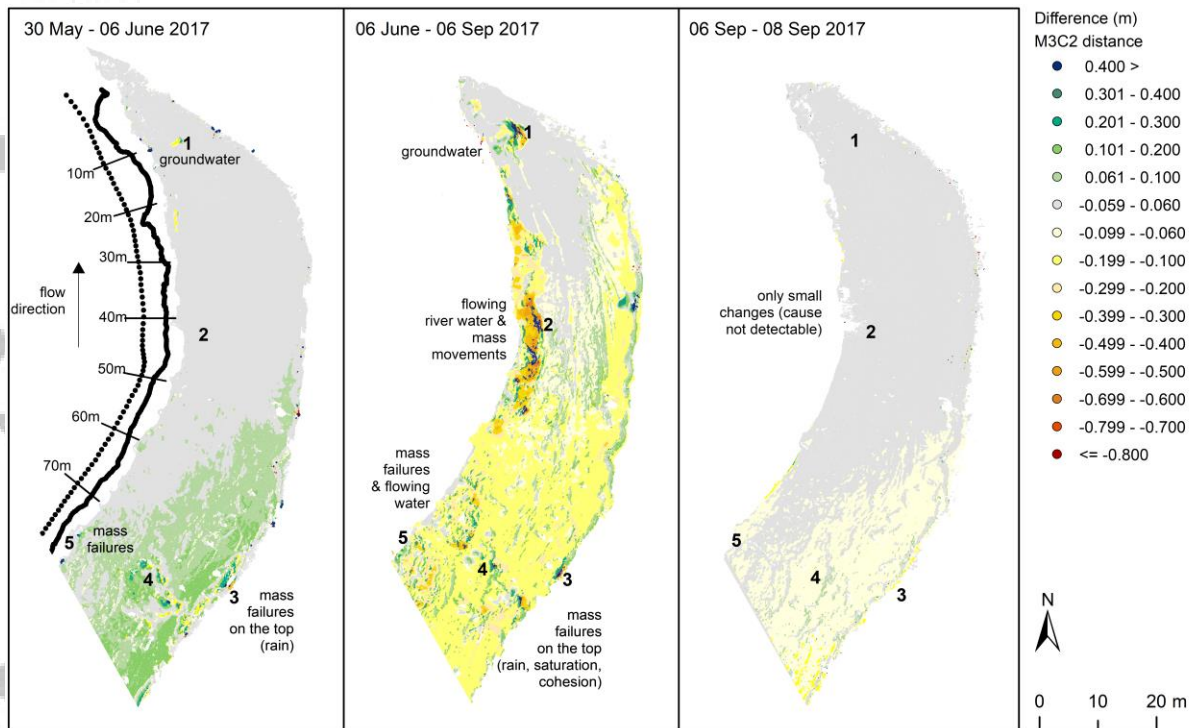 30 May - 06 June 2017
1
groundwater
10m
20m
30m
flow
direction
40m
2
50m
60m
70m
5
mass
failures
4
3
mass
failures
on the top
(rain)
06 June - 06 Sep 2017
1
groundwater
flowing
river water &
mass
movements
2
mass
failures
& flowing
water
5
4
3
mass
failures
on the top
(rain, saturation,
cohesion)
06 Sep - 08 Sep 2017
1
only small
changes (cause
not detectable)
2
5
4
3
Difference (m)
M3C2 distance
0.400 >
0.301 - 0.400
0.201 - 0.300
0.101 - 0.200
0.061 - 0.100
-0.059 - 0.060
-0.099 - -0.060
-0.199 - -0.100
-0.299 - -0.200
-0.399 - -0.300
-0.499 - -0.400
-0.599 - -0.500
-0.699 - -0.600
-0.799 - -0.700
<= -0.800
N
0 10 20 m